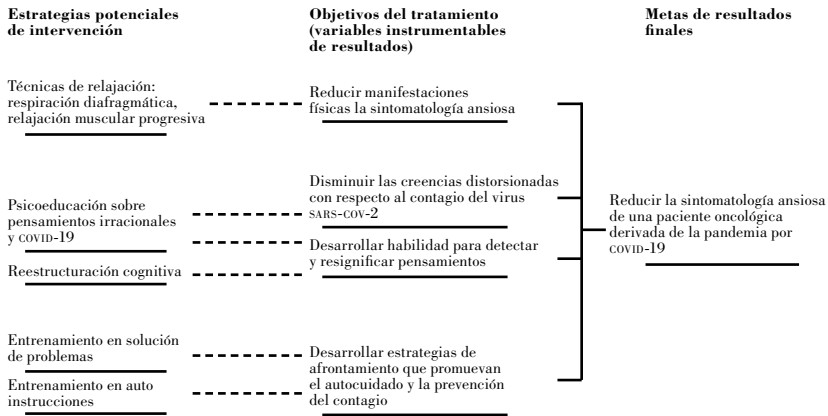 Estrategias potenciales
de intervención
Objetivos del tratamiento
(variables instrumentables
de resultados)
Metas de resultados
finales
Técnicas de relajación:
respiración diafragmática,
relajación muscular progresiva
Reducir manifestaciones
físicas la sintomatología ansiosa
Psicoeducación sobre
pensamientos irracionales
y COVID-19
Reestructuración cognitiva
Disminuir las creencias distorsionadas
con respecto al contagio del virus
SARS-COV-2
Desarrollar habilidad para detectar
y resignificar pensamientos
Reducir la sintomatología ansiosa
de una paciente oncológica
derivada de la pandemia por
COVID-19
Entrenamiento en solución
de problemas
Entrenamiento en auto
instrucciones
Desarrollar estrategias de
afrontamiento que promuevan
el autocuidado y la prevención
del contagio